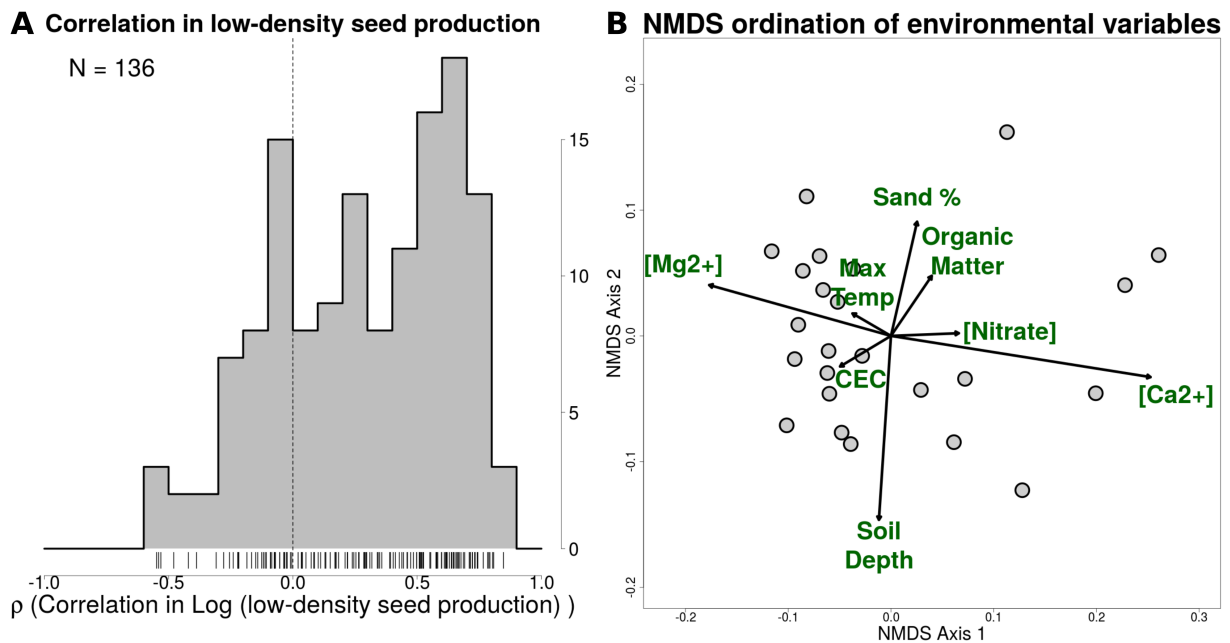 A Correlation in low-density seed production
N = 136
15
10
5
0
-1.0 -0.5 0.0 0.5 1.0
ρ (Correlation in Log (low-density seed production) )
B NMDS ordination of environmental variables
NMDS Axis 2
0.2
0.1
0.0
-0.1
-0.2
Sand %
Organic
Matter
[Mg2+]
Max
Temp
[Nitrate]
CEC
[Ca2+]
Soil
Depth
-0.2 -0.1 0.0 0.1 0.2 0.3
NMDS Axis 1